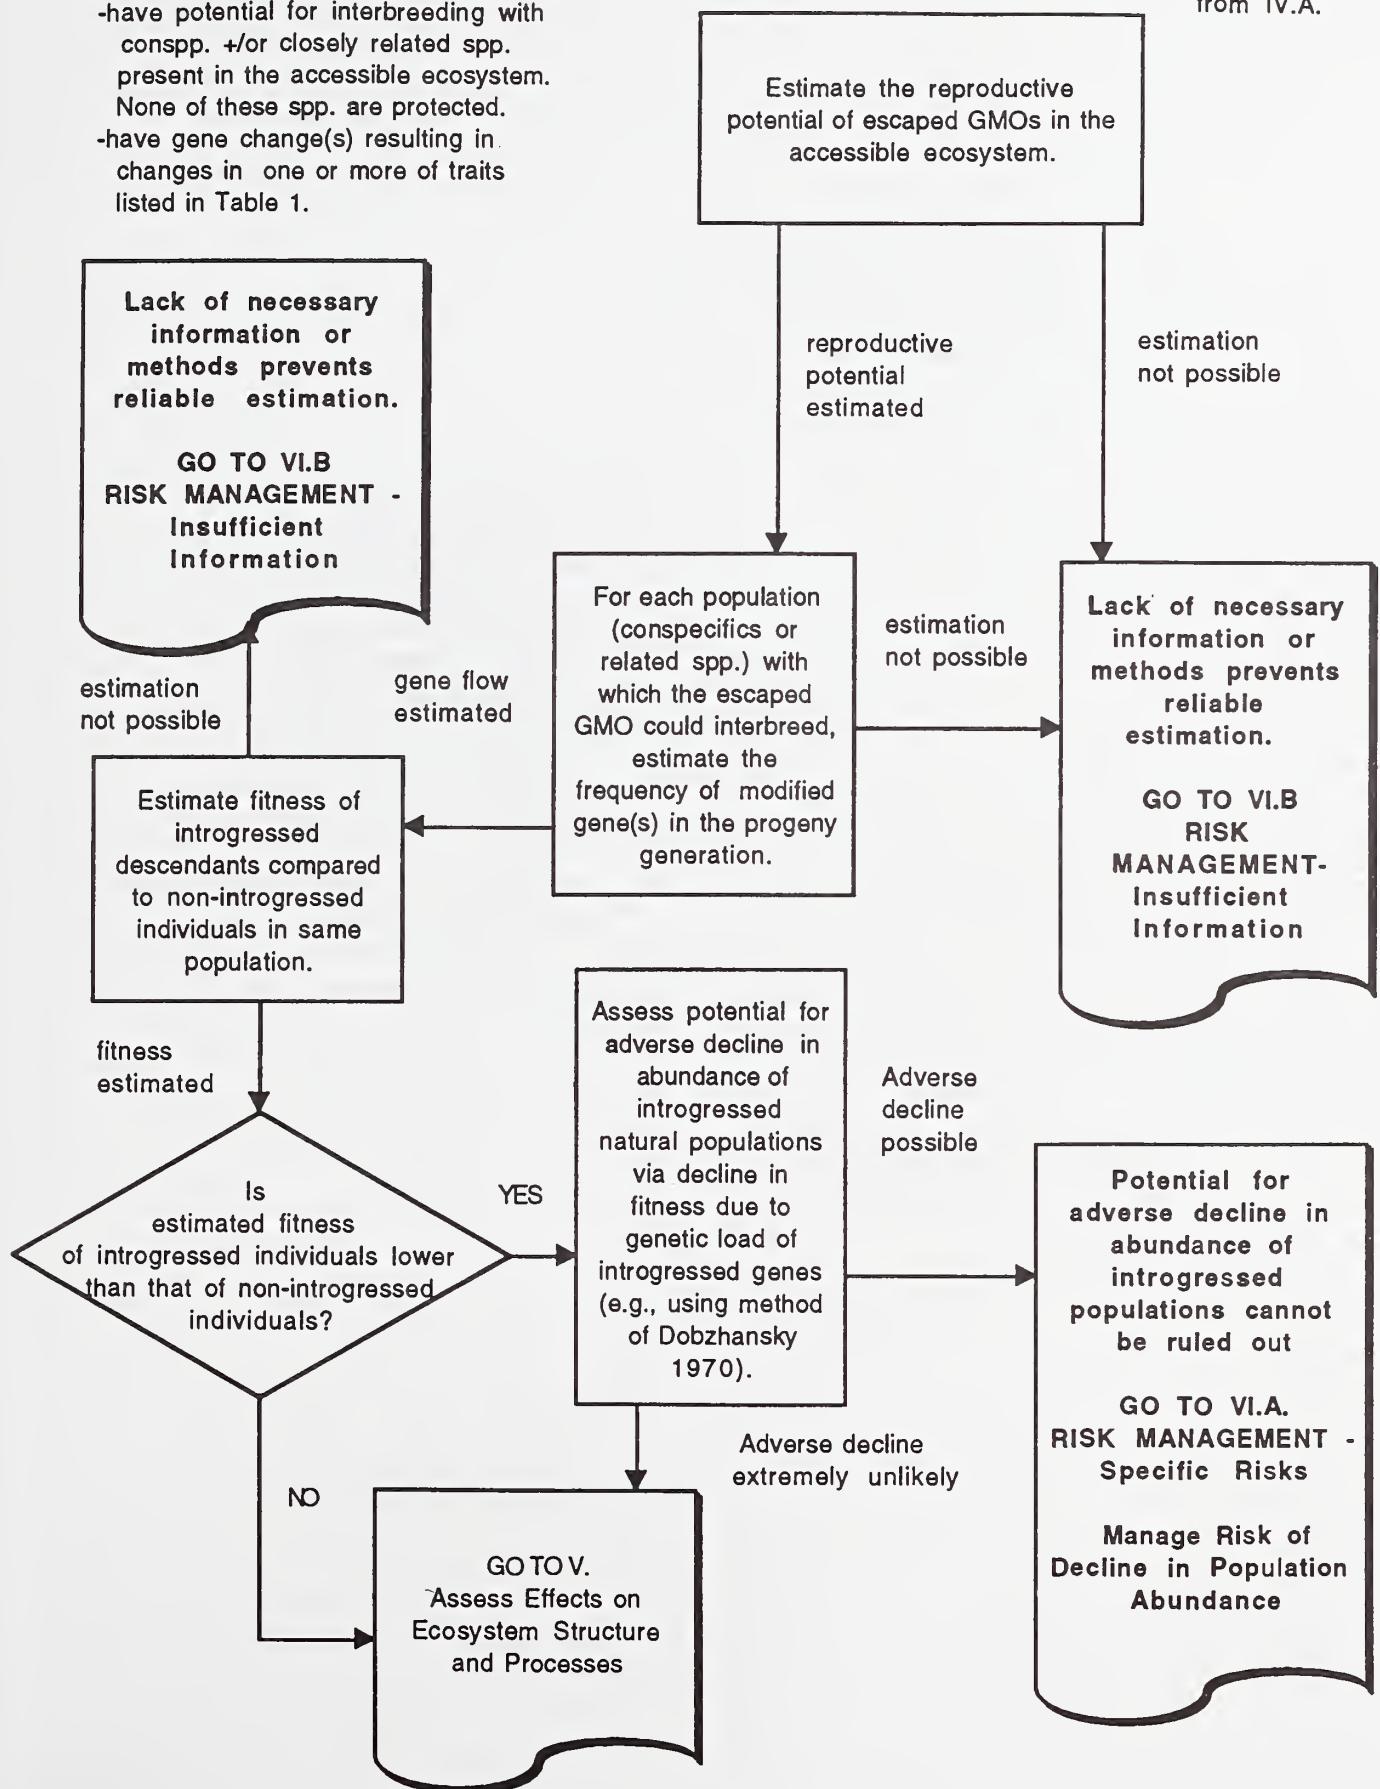 -have potential for interbreeding with
conspp. +/or closely related spp.
present in the accessible ecosystem.
None of these spp. are protected.
-have gene change(s) resulting in
changes in one or more of traits
listed in Table 1.
from IV.A.
Estimate the reproductive
potential of escaped GMOs in the
accessible ecosystem.
reproductive
potential
estimated
estimation
not possible
Lack of necessary
information or
methods prevents
reliable estimation.
GO TO VI.B
RISK MANAGEMENT -
Insufficient
Information
For each population
(conspecifics or
related spp.) with
which the escaped
GMO could interbreed,
estimate the
frequency of modified
gene(s) in the progeny
generation.
estimation
not possible
Lack of necessary
information or
methods prevents
reliable
estimation.
GO TO VI.B
RISK
MANAGEMENT-
Insufficient
Information
estimation
not possible
gene flow
estimated
Estimate fitness of
introgressed
descendants compared
to non-introgressed
individuals in same
population.
fitness
estimated
Is
estimated fitness
of introgressed individuals lower
than that of non-introgressed
individuals?
YES
Assess potential for
adverse decline in
abundance of
introgressed
natural populations
via decline in
fitness due to
genetic load of
introgressed genes
(e.g., using method
of Dobzhansky
1970).
Adverse
decline
possible
Potential for
adverse decline in
abundance of
introgressed
populations cannot
be ruled out
GO TO VI.A.
RISK MANAGEMENT -
Specific Risks
Manage Risk of
Decline in Population
Abundance
Adverse decline
extremely unlikely
NO
GO TO V.
Assess Effects on
Ecosystem Structure
and Processes